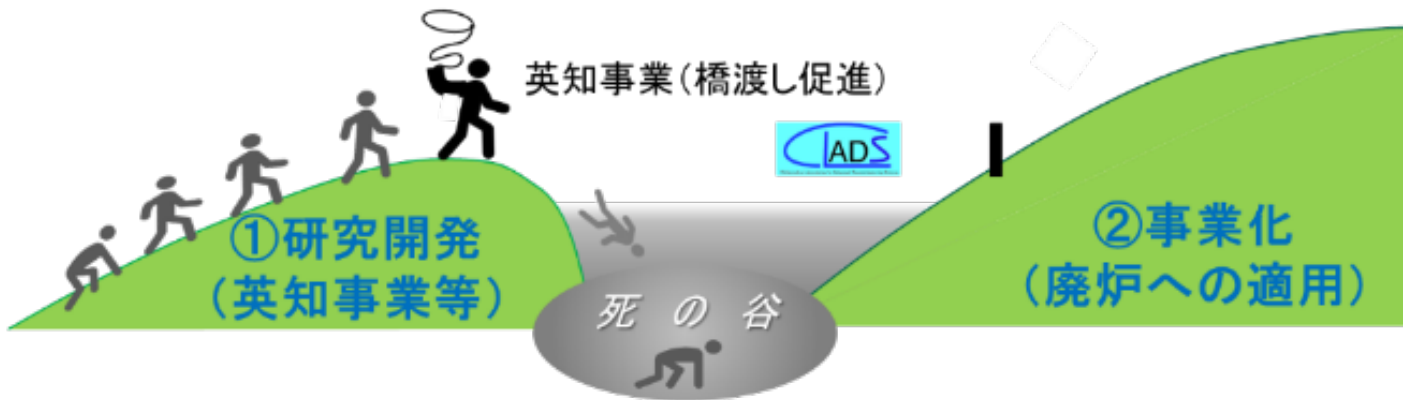 英知事業(橋渡し促進)
CLADS
①研究開発
(英知事業等)
死の谷
②事業化
(廃炉への適用)